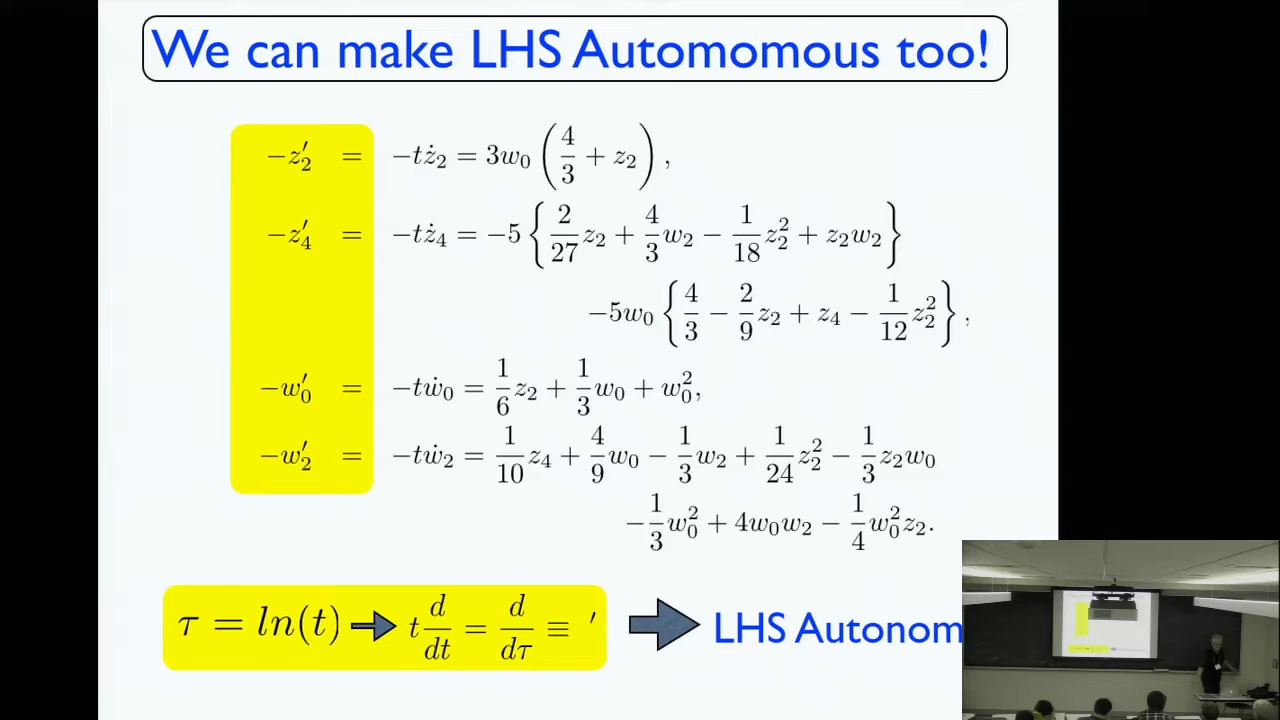 We can make LHS Automomous too!
−z₂′ = −tż₂ = 3w₀ (4/3 + z₂),
−z₄′ = −tż₄ = −5 {2/27 z₂ + 4/3 w₂ − 1/18 z₂² + z₂w₂}
−5w₀ {4/3 − 2/9 z₂ + z₄ − 1/12 z₂²},
−w₀′ = −tẇ₀ = 1/6 z₂ + 1/3 w₀ + w₀²,
−w₂′ = −tẇ₂ = 1/10 z₄ + 4/9 w₀ − 1/3 w₂ + 1/24 z₂² − 1/3 z₂w₀
−1/3 w₀² + 4w₀w₂ − 1/4 w₀²z₂.
τ = ln(t) → t d/dt = d/dτ ≡ ′ → LHS Autonom